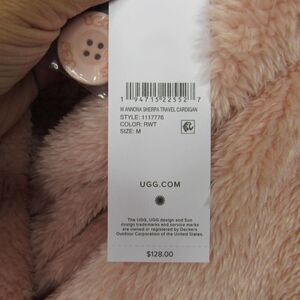 1 94715 22552 7
W ANNONA SHERPA TRAVEL CARDIGAN
STYLE: 1117776
COLOR: RWT
SIZE: M
UGG.COM
The UGG, UGG design and Sun
design trademarks and service marks
are owned or registered by Deckers
Outdoor Corporation of the United States.
$128.00